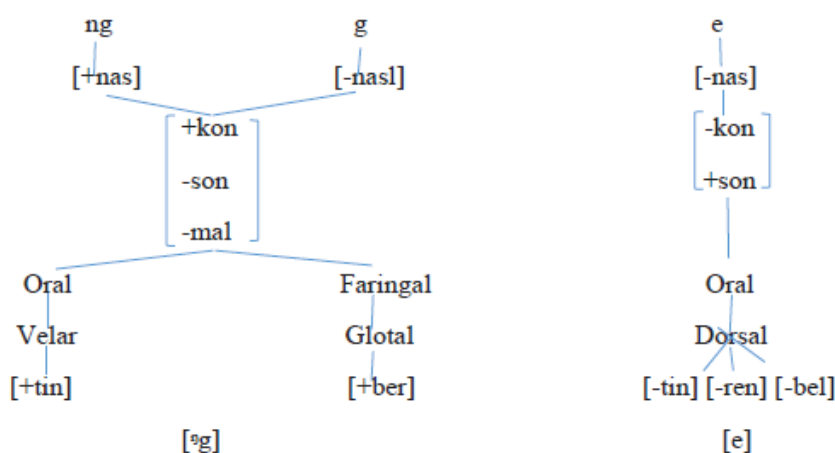 ng g e
[+nas] [-nasl] [-nas]
+kon -kon
-son +son
-mal
Oral Faringal Oral
Velar Glotal Dorsal
[+tin] [+ber] [-tin] [-ren] [-bel]
[ᵑg] [e]